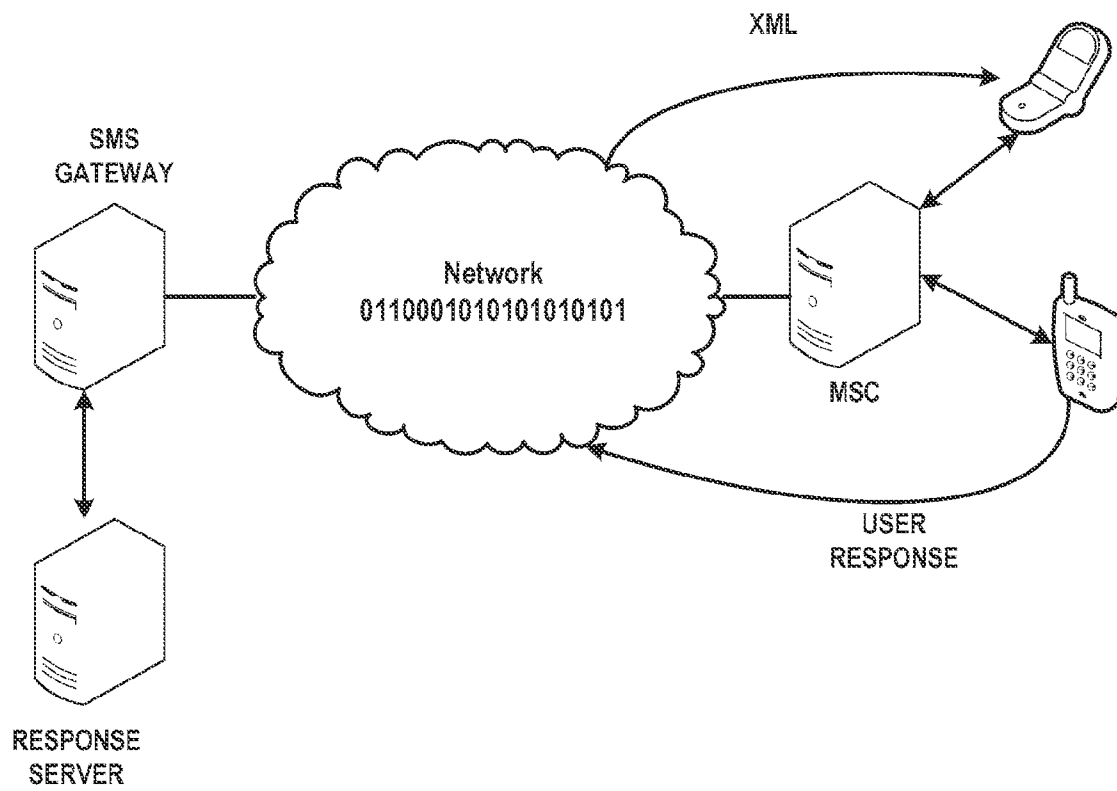 XML
SMS
GATEWAY
Network
0110001010101010101
MSC
USER
RESPONSE
RESPONSE
SERVER